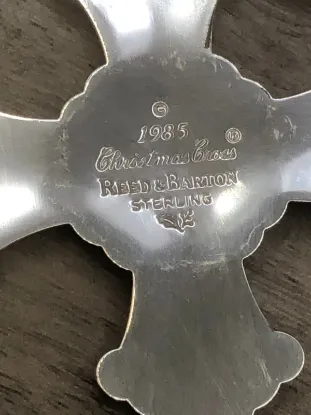 ©
1985
Christmas Cross ®
REED & BARTON
STERLING